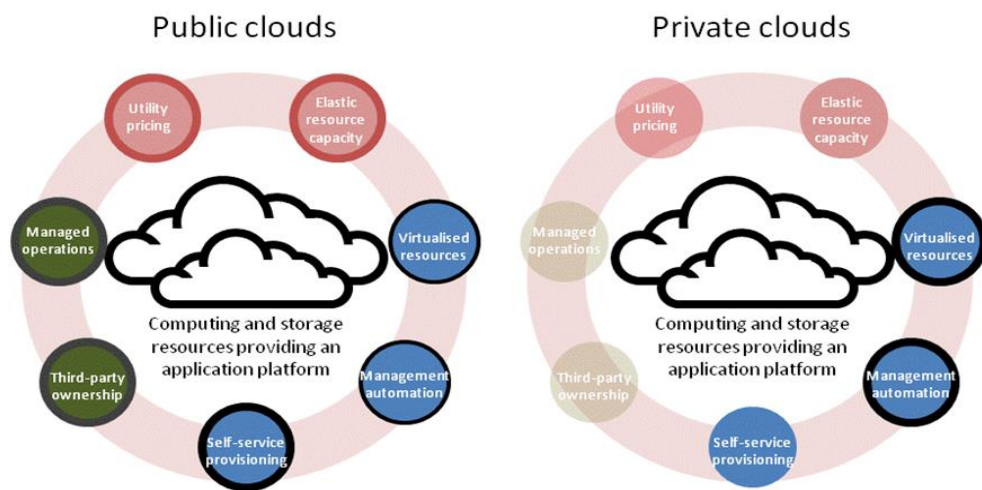 Public clouds
Private clouds
Utility
pricing
Elastic
resource
capacity
Managed
operations
Virtualised
resources
Computing and storage
resources providing an
application platform
Third-party
ownership
Management
automation
Self-service
provisioning
Utility
pricing
Elastic
resource
capacity
Managed
operations
Virtualised
resources
Computing and storage
resources providing an
application platform
Third-party
ownership
Management
automation
Self-service
provisioning